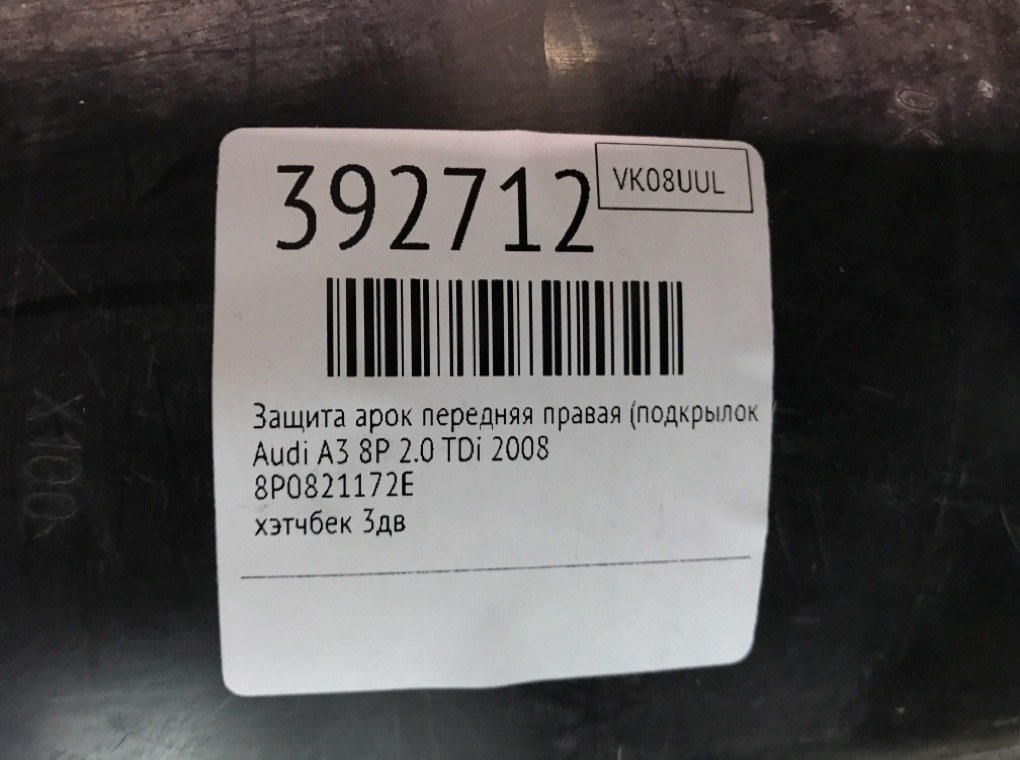 392712
VK08UUL
Защита арок передняя правая (подкрылок
Audi A3 8P 2.0 TDi 2008
8P0821172E
хэтчбек 3дв